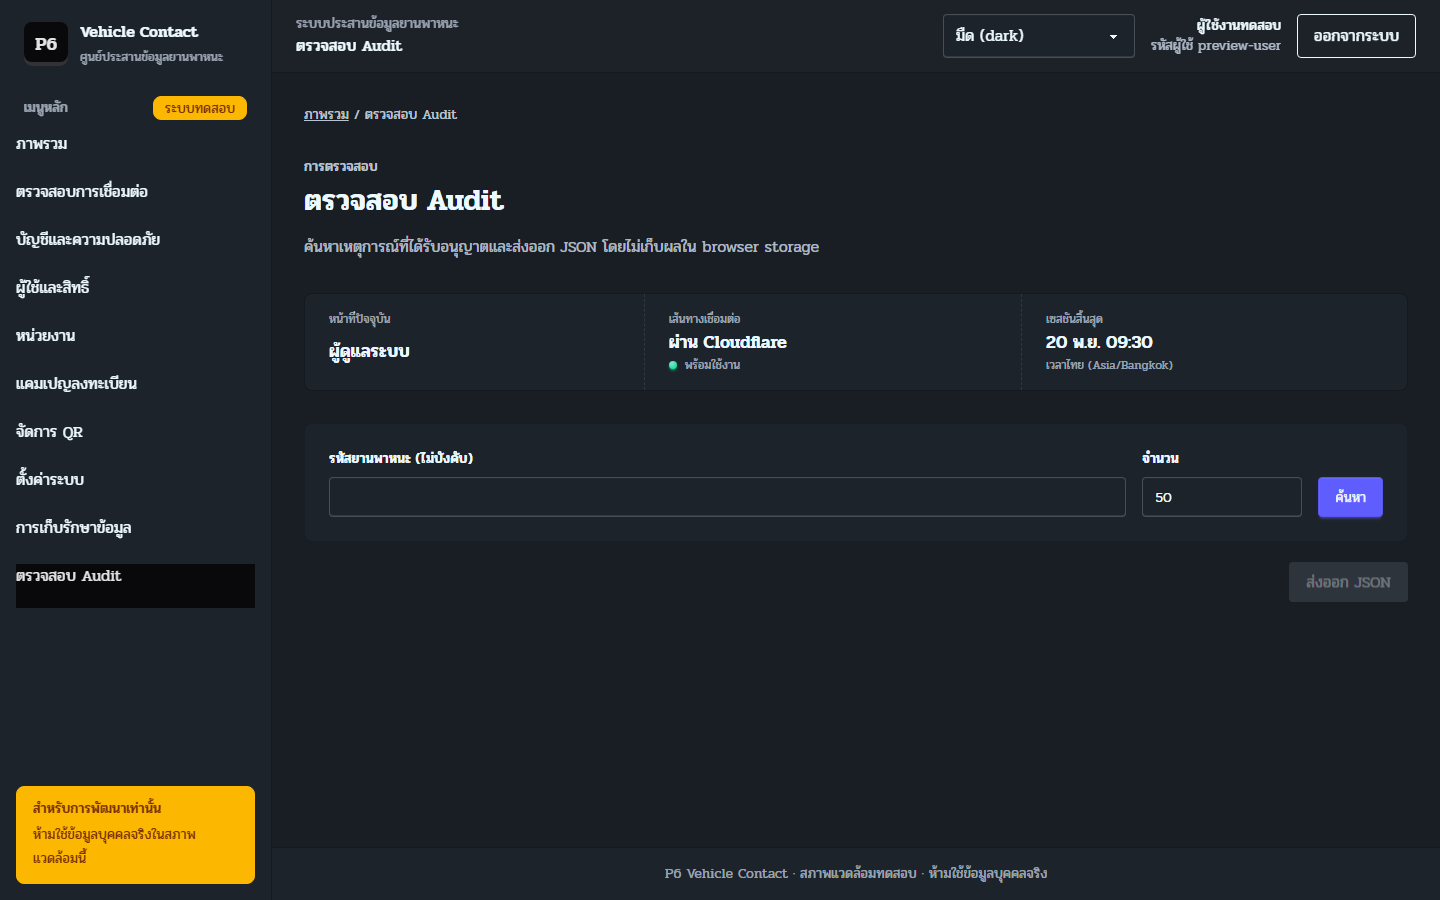 P6
Vehicle Contact
ศูนย์ประสานข้อมูลยานพาหนะ
เมนูหลัก
ระบบทดสอบ
ภาพรวม
ตรวจสอบการเชื่อมต่อ
บัญชีและความปลอดภัย
ผู้ใช้และสิทธิ์
หน่วยงาน
แคมเปญลงทะเบียน
จัดการ QR
ตั้งค่าระบบ
การเก็บรักษาข้อมูล
ตรวจสอบ Audit
สำหรับการพัฒนาเท่านั้น
ห้ามใช้ข้อมูลบุคคลจริงในสภาพ
แวดล้อมนี้
ระบบประสานข้อมูลยานพาหนะ
ตรวจสอบ Audit
มืด (dark)
ผู้ใช้งานทดสอบ
รหัสผู้ใช้ preview-user
ออกจากระบบ
ภาพรวม / ตรวจสอบ Audit
การตรวจสอบ
ตรวจสอบ Audit
ค้นหาเหตุการณ์ที่ได้รับอนุญาตและส่งออก JSON โดยไม่เก็บผลใน browser storage
หน้าที่ปัจจุบัน
ผู้ดูแลระบบ
เส้นทางเชื่อมต่อ
ผ่าน Cloudflare
พร้อมใช้งาน
เซสชันสิ้นสุด
20 พ.ย. 09:30
เวลาไทย (Asia/Bangkok)
รหัสยานพาหนะ (ไม่บังคับ)
จำนวน
50
ค้นหา
ส่งออก JSON
P6 Vehicle Contact · สภาพแวดล้อมทดสอบ · ห้ามใช้ข้อมูลบุคคลจริง